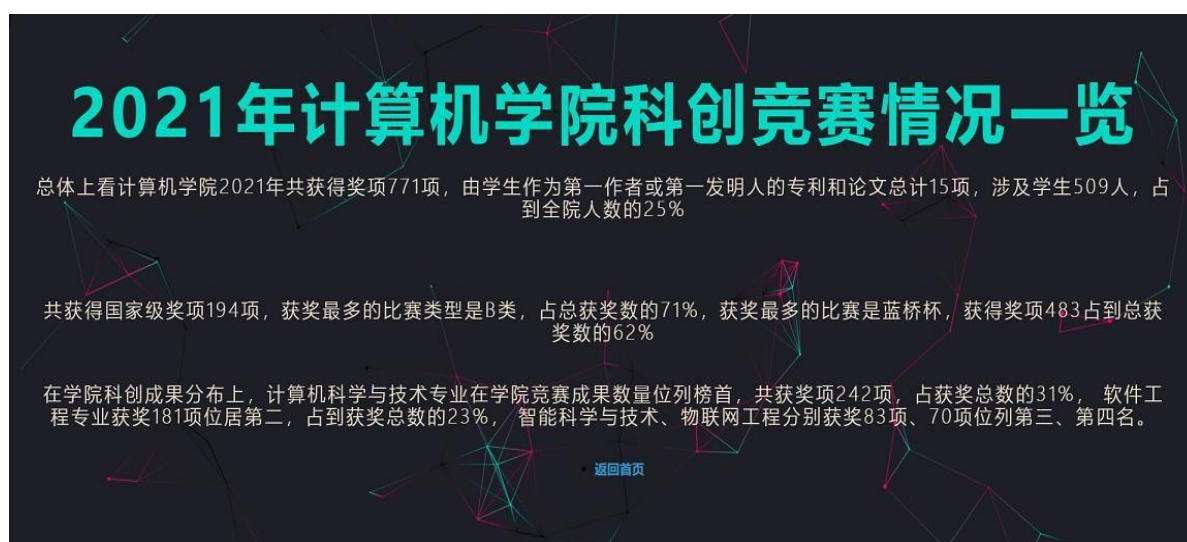 2021年计算机学院科创竞赛情况一览
总体上看计算机学院2021年共获得奖项771项，由学生作为第一作者或第一发明人的专利和论文总计15项，涉及学生509人，占
到全院人数的25%
共获得国家级奖项194项，获奖最多的比赛类型是B类，占总获奖数的71%，获奖最多的比赛是蓝桥杯，获得奖项483占到总获
奖数的62%
在学院科创成果分布上，计算机科学与技术专业在学院竞赛成果数量位列榜首，共获奖项242项，占获奖总数的31%， 软件工
程专业获奖181项位居第二，占到获奖总数的23%， 智能科学与技术、物联网工程分别获奖83项、70项位列第三、第四名。
返回首页